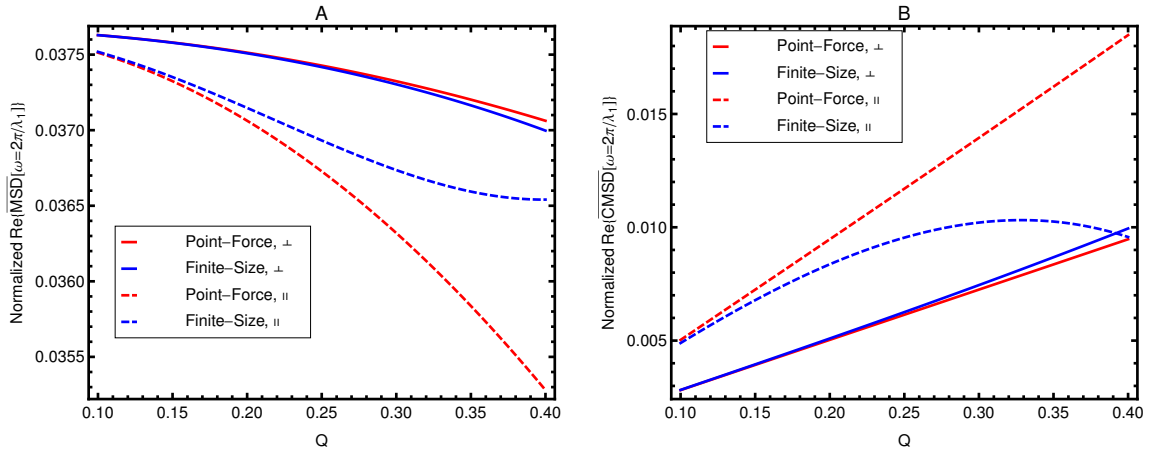 A
Normalized Re{MSD[ω=2π/λ₁]}
0.0375
0.0370
0.0365
0.0360
0.0355
Point−Force, ⊥
Finite−Size, ⊥
Point−Force, ॥
Finite−Size, ॥
0.10 0.15 0.20 0.25 0.30 0.35 0.40
Q
B
Normalized Re{CMSD[ω=2π/λ₁]}
0.015
0.010
0.005
Point−Force, ⊥
Finite−Size, ⊥
Point−Force, ॥
Finite−Size, ॥
0.10 0.15 0.20 0.25 0.30 0.35 0.40
Q